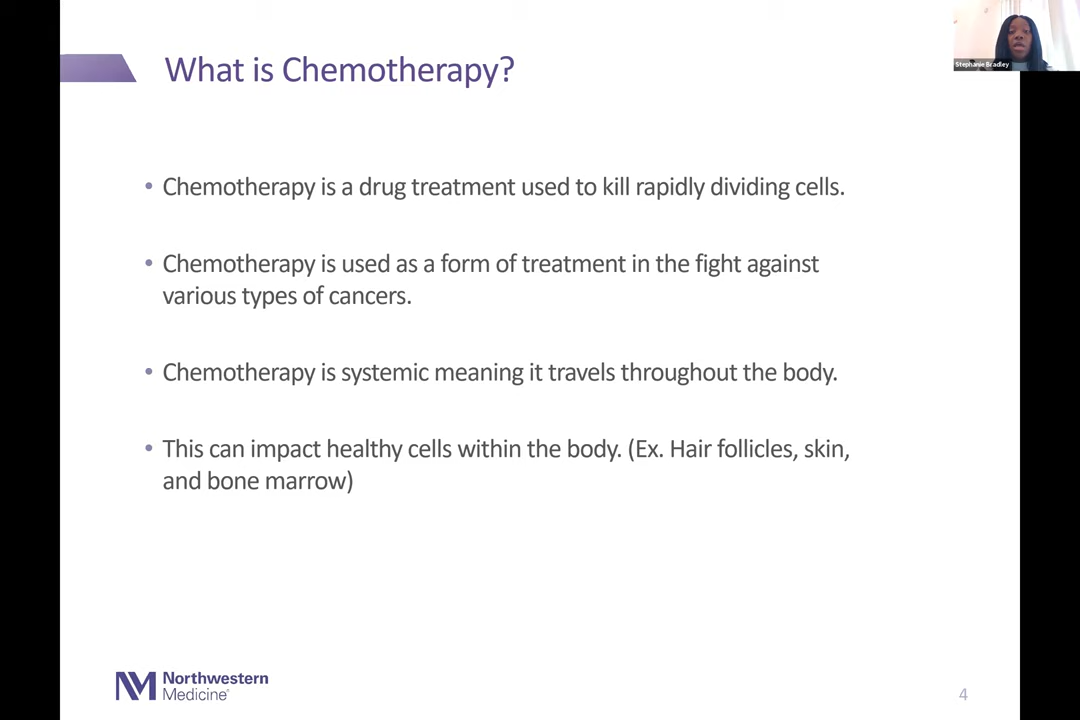 What is Chemotherapy?
Stephanie Bradley
• Chemotherapy is a drug treatment used to kill rapidly dividing cells.
• Chemotherapy is used as a form of treatment in the fight against
various types of cancers.
• Chemotherapy is systemic meaning it travels throughout the body.
• This can impact healthy cells within the body. (Ex. Hair follicles, skin,
and bone marrow)
NM Northwestern
Medicine®
4